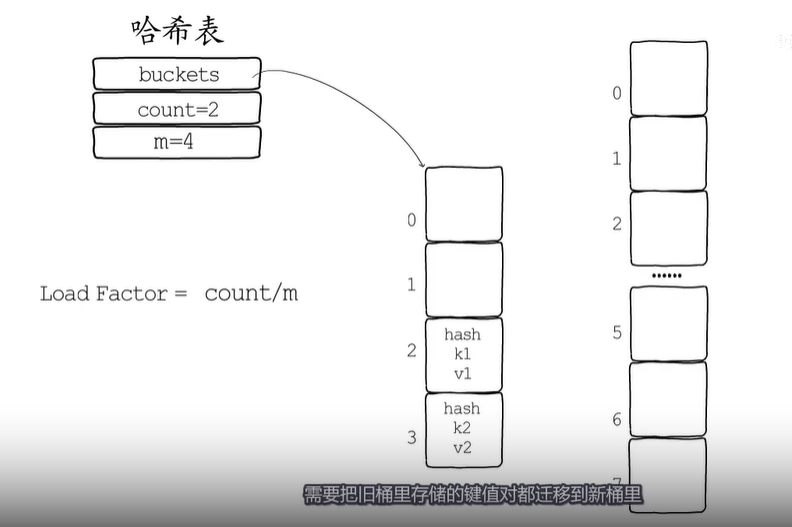 哈希表
buckets
count=2
m=4
Load Factor = count/m
0
1
2
hash
k1
v1
3
hash
k2
v2
0
1
2
......
5
6
7
需要把旧桶里存储的键值对都迁移到新桶里